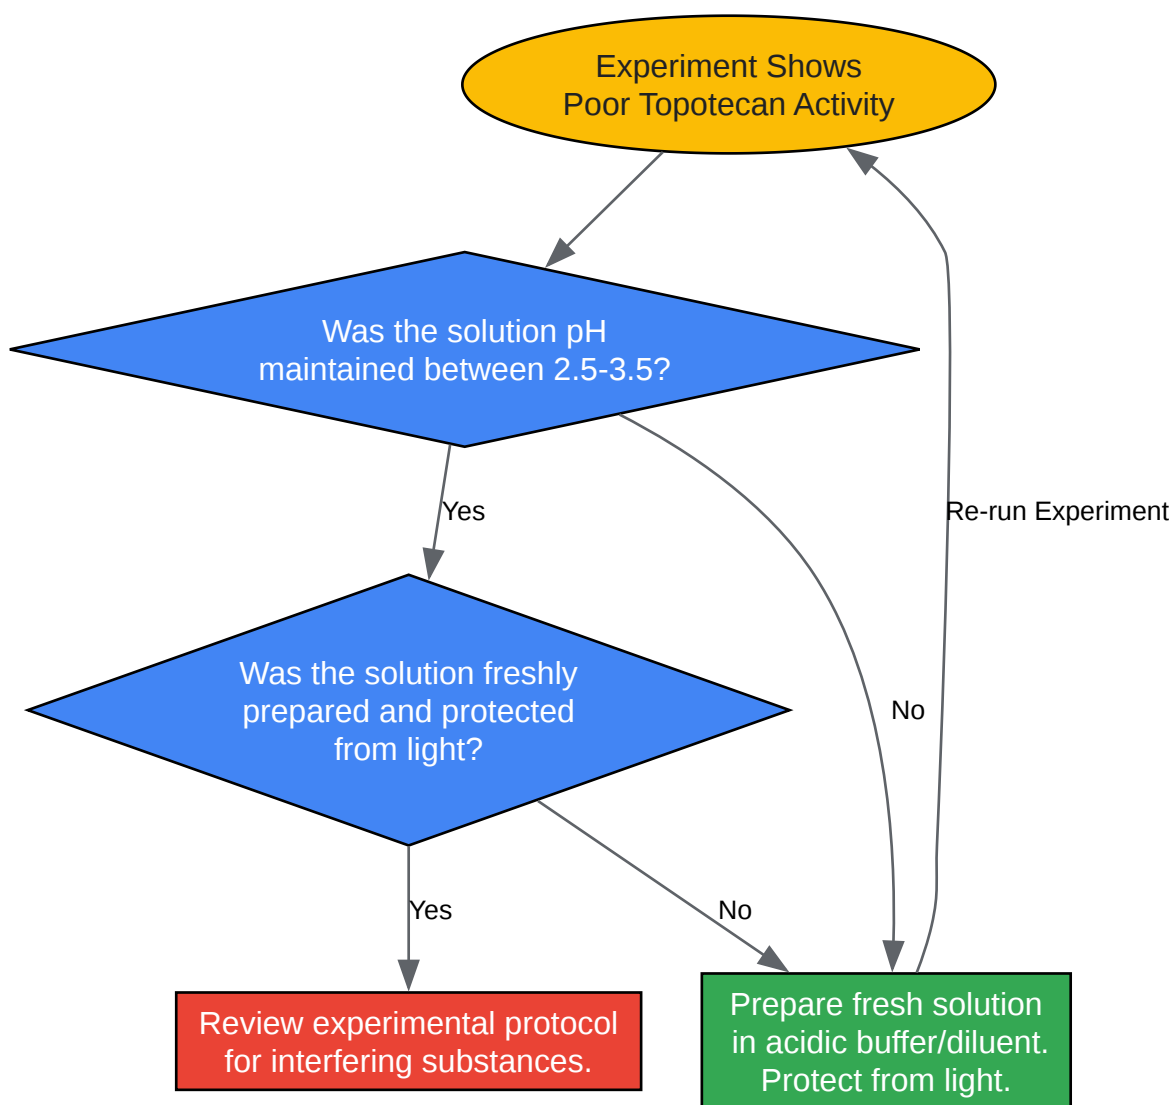 Experiment Shows
Poor Topotecan Activity
Was the solution pH
maintained between 2.5-3.5?
Yes
Re-run Experiment
Was the solution freshly
prepared and protected
from light?
No
Yes
No
Review experimental protocol
for interfering substances.
Prepare fresh solution
in acidic buffer/diluent.
Protect from light.